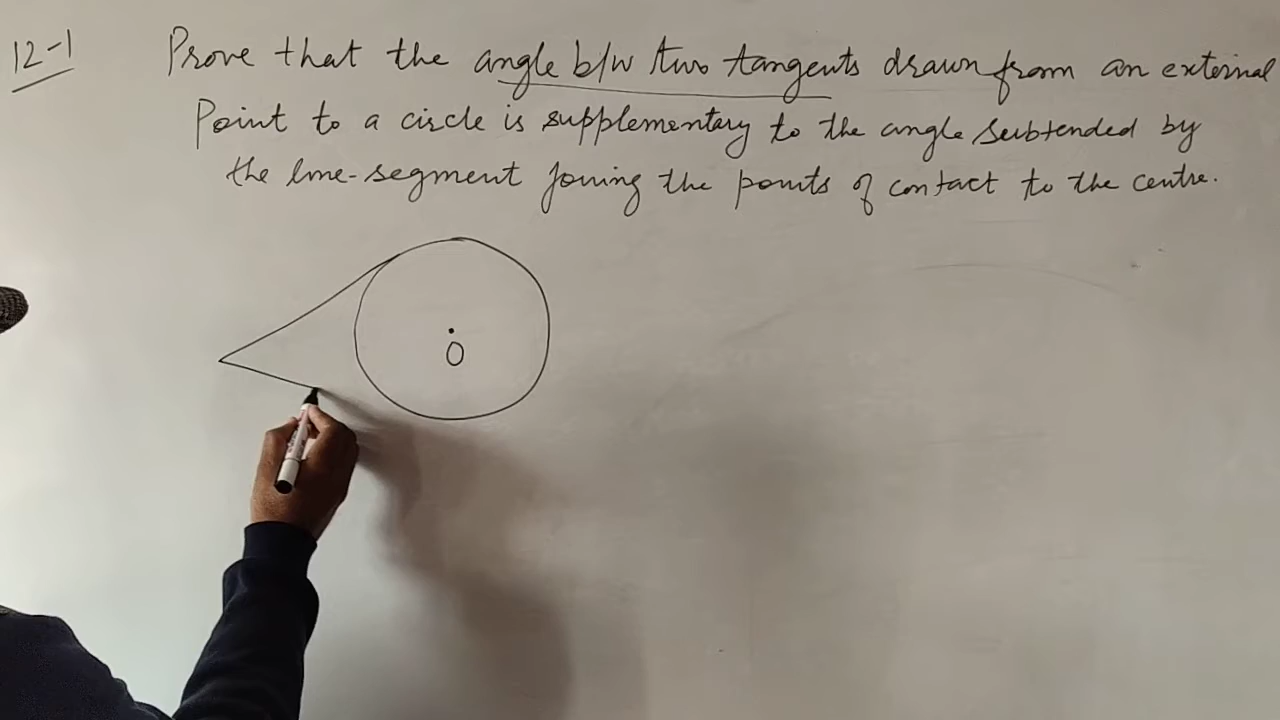 12-1
Prove that the angle b/w two tangents drawn from an external
Point to a circle is supplementary to the angle subtended by
the line-segment joining the points of contact to the centre.
O